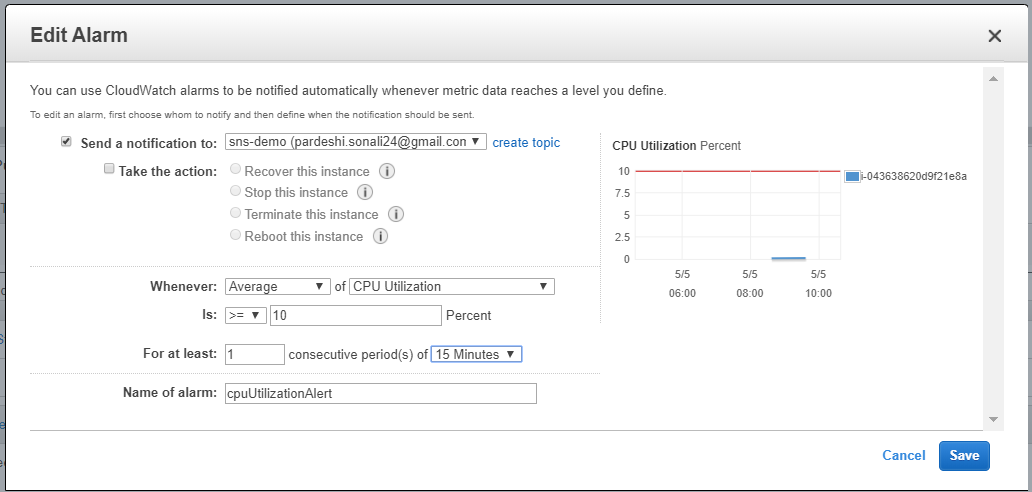 Edit Alarm
You can use CloudWatch alarms to be notified automatically whenever metric data reaches a level you define.
To edit an alarm, first choose whom to notify and then define when the notification should be sent.
Send a notification to: sns-demo (pardeshi.sonali24@gmail.con create topic
Take the action: Recover this instance i
Stop this instance i
Terminate this instance i
Reboot this instance i
Whenever: Average of CPU Utilization
Is: >= 10 Percent
For at least: 1 consecutive period(s) of 15 Minutes
Name of alarm: cpuUtilizationAlert
CPU Utilization Percent
10
7.5
5
2.5
0
5/5 5/5 5/5
06:00 08:00 10:00
i-043638620d9f21e8a
Cancel Save